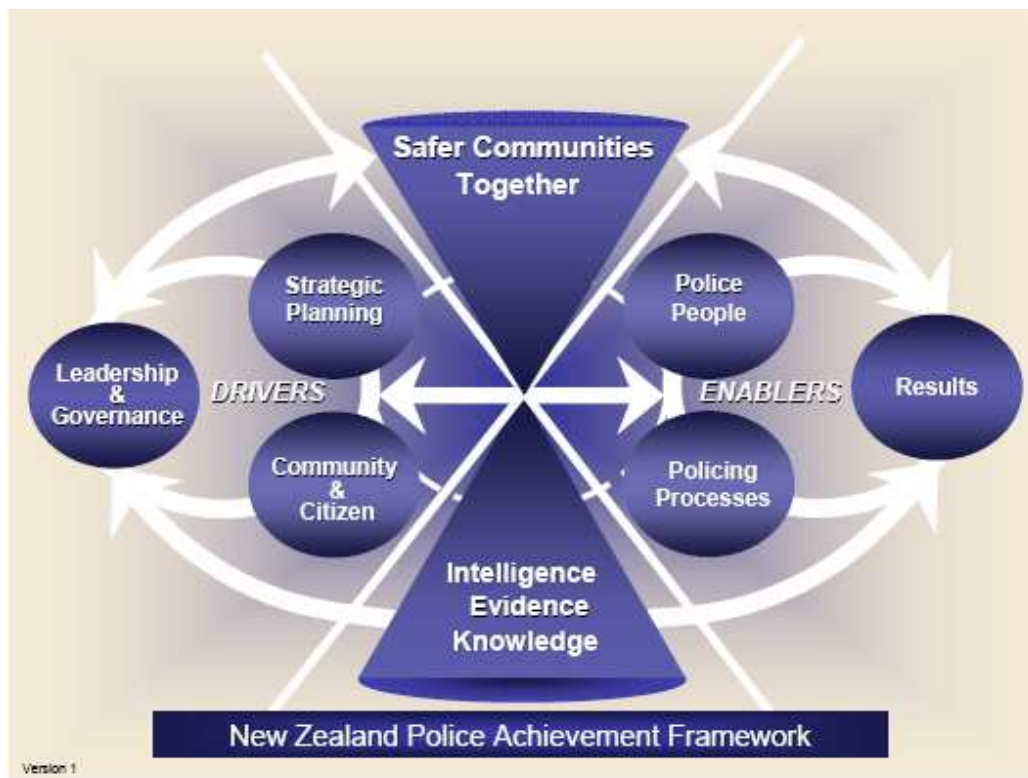 Safer Communities
Together
Strategic
Planning
Police
People
Leadership
&
Governance
DRIVERS
ENABLERS
Results
Community
&
Citizen
Policing
Processes
Intelligence
Evidence
Knowledge
New Zealand Police Achievement Framework
Version 1